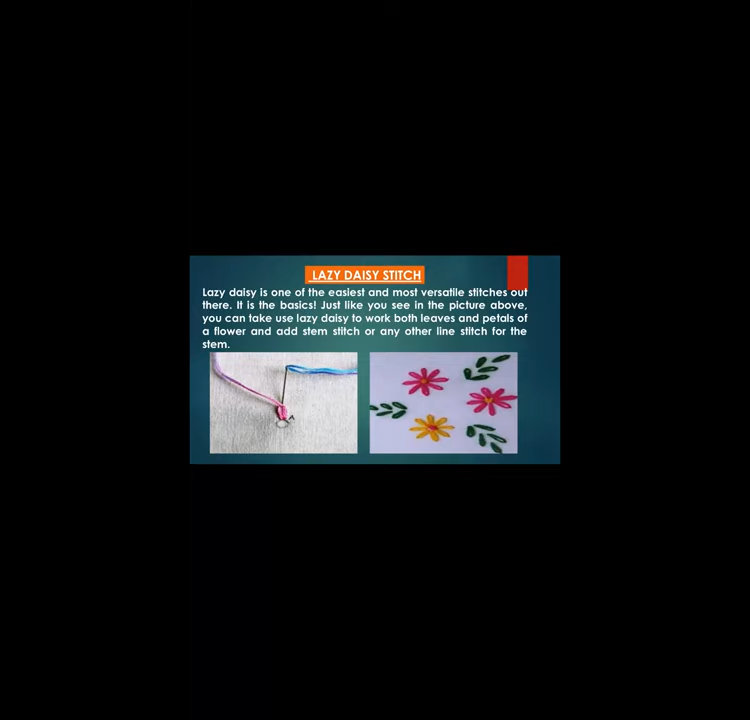 LAZY DAISY STITCH
Lazy daisy is one of the easiest and most versatile stitches out
there. It is the basics! Just like you see in the picture above,
you can take use lazy daisy to work both leaves and petals of
a flower and add stem stitch or any other line stitch for the
stem.